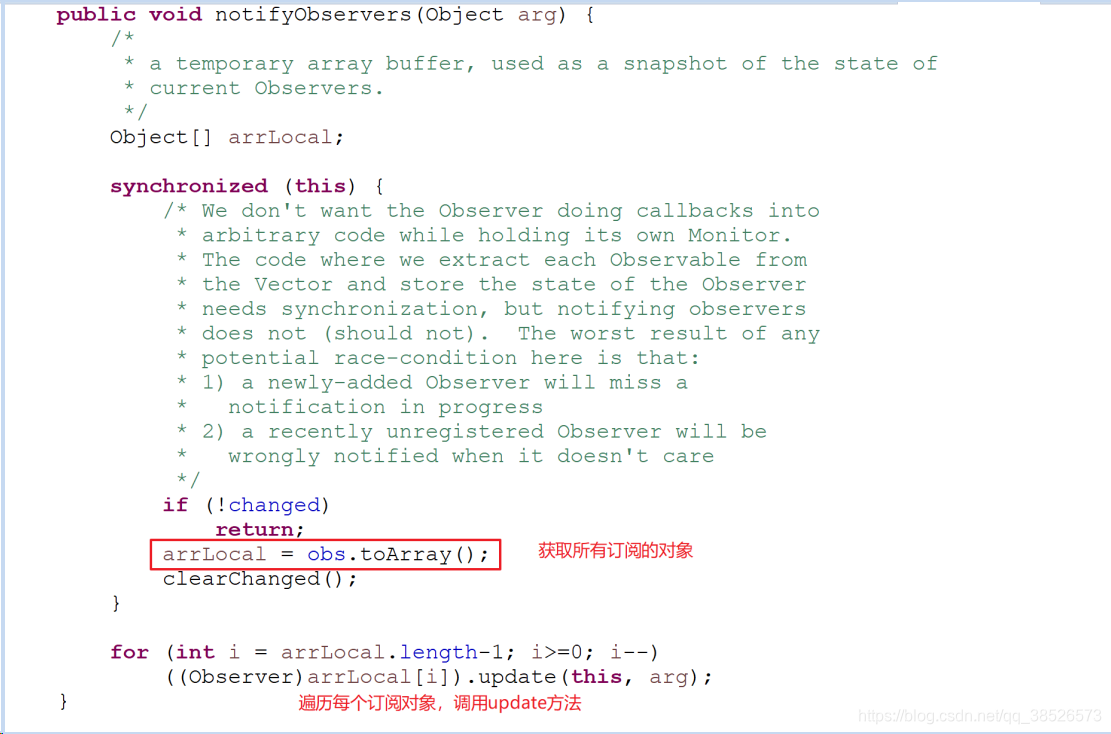 public void notifyObservers(Object arg) {
/*
* a temporary array buffer, used as a snapshot of the state of
* current Observers.
*/
Object[] arrLocal;
synchronized (this) {
/* We don't want the Observer doing callbacks into
* arbitrary code while holding its own Monitor.
* The code where we extract each Observable from
* the Vector and store the state of the Observer
* needs synchronization, but notifying observers
* does not (should not).  The worst result of any
* potential race-condition here is that:
* 1) a newly-added Observer will miss a
*   notification in progress
* 2) a recently unregistered Observer will be
*   wrongly notified when it doesn't care
*/
if (!changed)
return;
arrLocal = obs.toArray(); 获取所有订阅的对象
clearChanged();
}
for (int i = arrLocal.length-1; i>=0; i--)
((Observer)arrLocal[i]).update(this, arg);
} 遍历每个订阅对象，调用update方法
https://blog.csdn.net/qq_38526573